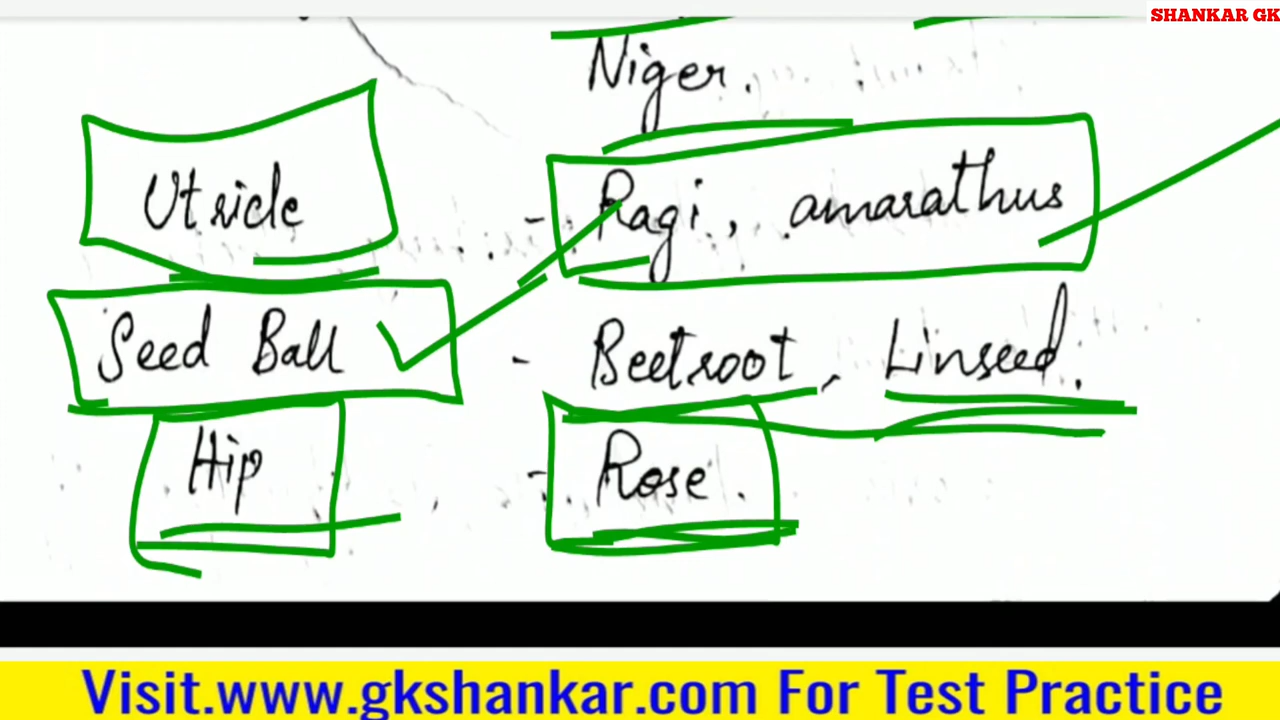 SHANKAR GK
Niger.
Utricle - Ragi, amarathus
Seed Ball - Beetroot, Linseed.
Hip - Rose.
Visit.www.gkshankar.com For Test Practice